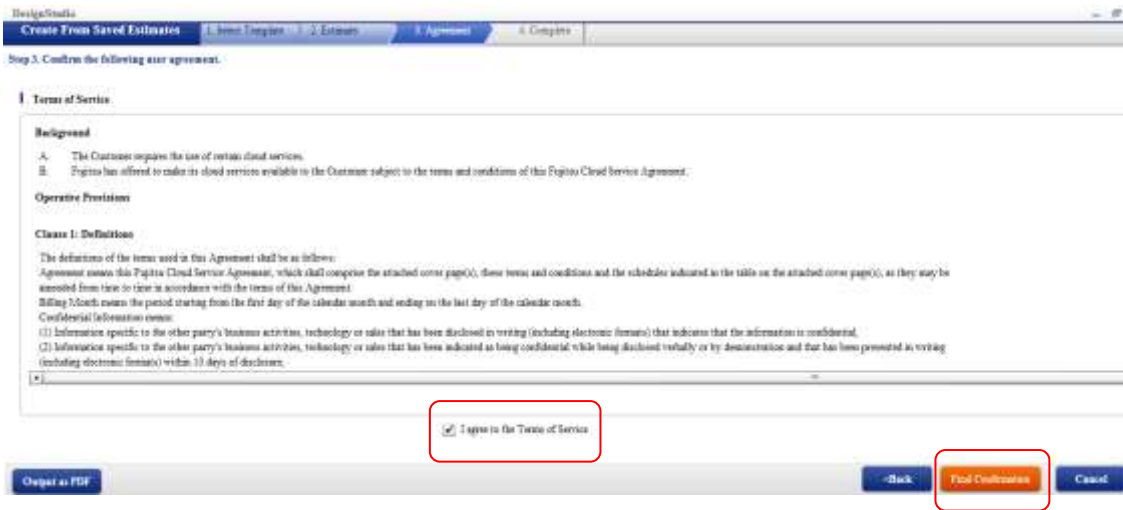 DesignStudio
Create From Saved Estimates
1. Select Template
2. Estimate
3. Agreement
4. Complete
Step 3. Confirm the following user agreement.
Terms of Service
Background
A. The Customer requires the use of certain cloud services.
B. Fujitsu has offered to make its cloud services available to the Customer subject to the terms and conditions of this Fujitsu Cloud Service Agreement.
Operative Provisions
Clause 1: Definitions
The definitions of the terms used in this Agreement shall be as follows:
Agreement means this Fujitsu Cloud Service Agreement, which shall comprise the attached cover page(s), these terms and conditions and the schedules indicated in the table on the attached cover page(s), as they may be
amended from time to time in accordance with the terms of this Agreement
Billing Month means the period starting from the first day of the calendar month and ending on the last day of the calendar month.
Confidential Information means:
(1) Information specific to the other party's business activities, technology or sales that has been disclosed in writing (including electronic formats) that indicates that the information is confidential,
(2) Information specific to the other party's business activities, technology or sales that has been indicated as being confidential while being disclosed verbally or by demonstration and that has been presented in writing
(including electronic formats) within 10 days of disclosure,
I agree to the Terms of Service
Output as PDF
<Back
Final Confirmation
Cancel